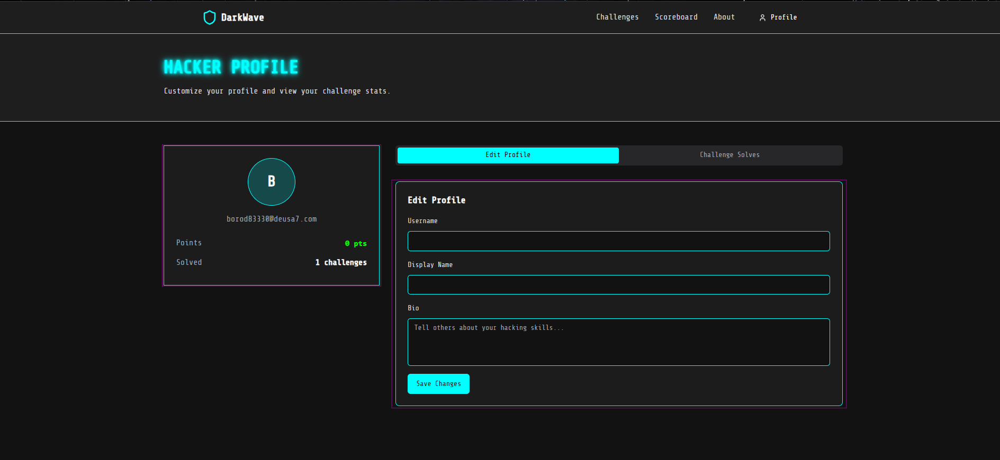 DarkWave
Challenges Scoreboard About Profile
HACKER PROFILE
Customize your profile and view your challenge stats.
B
borod83330@deusa7.com
Points 0 pts
Solved 1 challenges
Edit Profile Challenge Solves
Edit Profile
Username
Display Name
Bio
Tell others about your hacking skills...
Save Changes